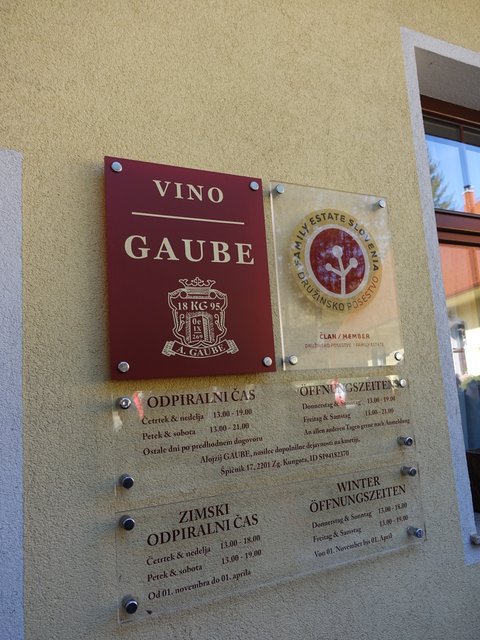 VINO
GAUBE
18 KG 95
A. GAUBE
FAMILY ESTATE SLOVENIA
DRUŽINSKO POSESTVO
ČLAN / MEMBER
DRUŽINSKO POSESTVO / FAMILY ESTATE
ODPIRALNI ČAS
Četrtek & nedelja 13.00 - 19.00
Petek & sobota 13.00 - 21.00
Ostale dni po predhodnem dogovoru
ÖFFNUNGSZEITEN
Donnerstag & Sonntag 13.00 - 19.00
Freitag & Samstag 13.00 - 21.00
An allen anderen Tagen gerne nach Anmeldung
Alojzij GAUBE, nosilec dopolnilne dejavnosti na kmetiji,
Špičnik 17, 2201 Zg. Kungota, ID SI94182370
ZIMSKI
ODPIRALNI ČAS
Četrtek & nedelja 13.00 - 18.00
Petek & sobota 13.00 - 19.00
Od 01. novembra do 01. aprila
WINTER
ÖFFNUNGSZEITEN
Donnerstag & Sonntag 13.00 - 18.00
Freitag & Samstag 13.00 - 19.00
Von 01. November bis 01. April